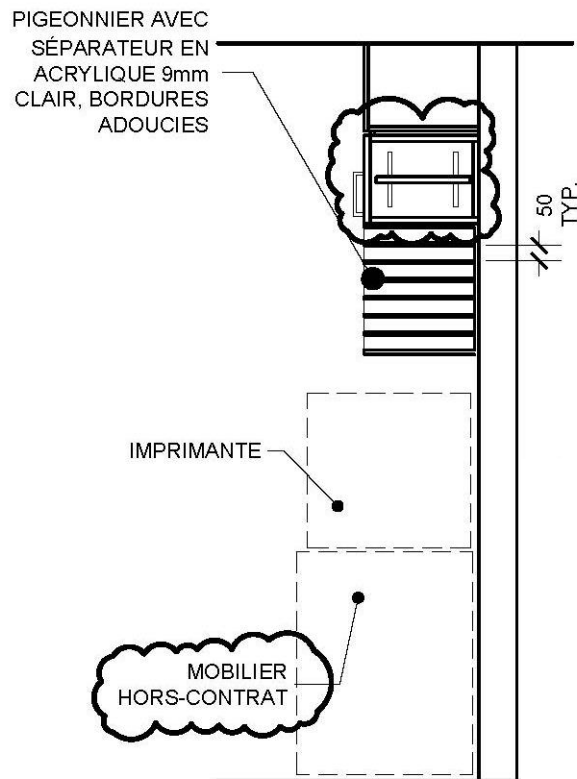 PIGEONNIER AVEC
SÉPARATEUR EN
ACRYLIQUE 9mm
CLAIR, BORDURES
ADOUCIES
50
TYP.
IMPRIMANTE
MOBILIER
HORS-CONTRAT